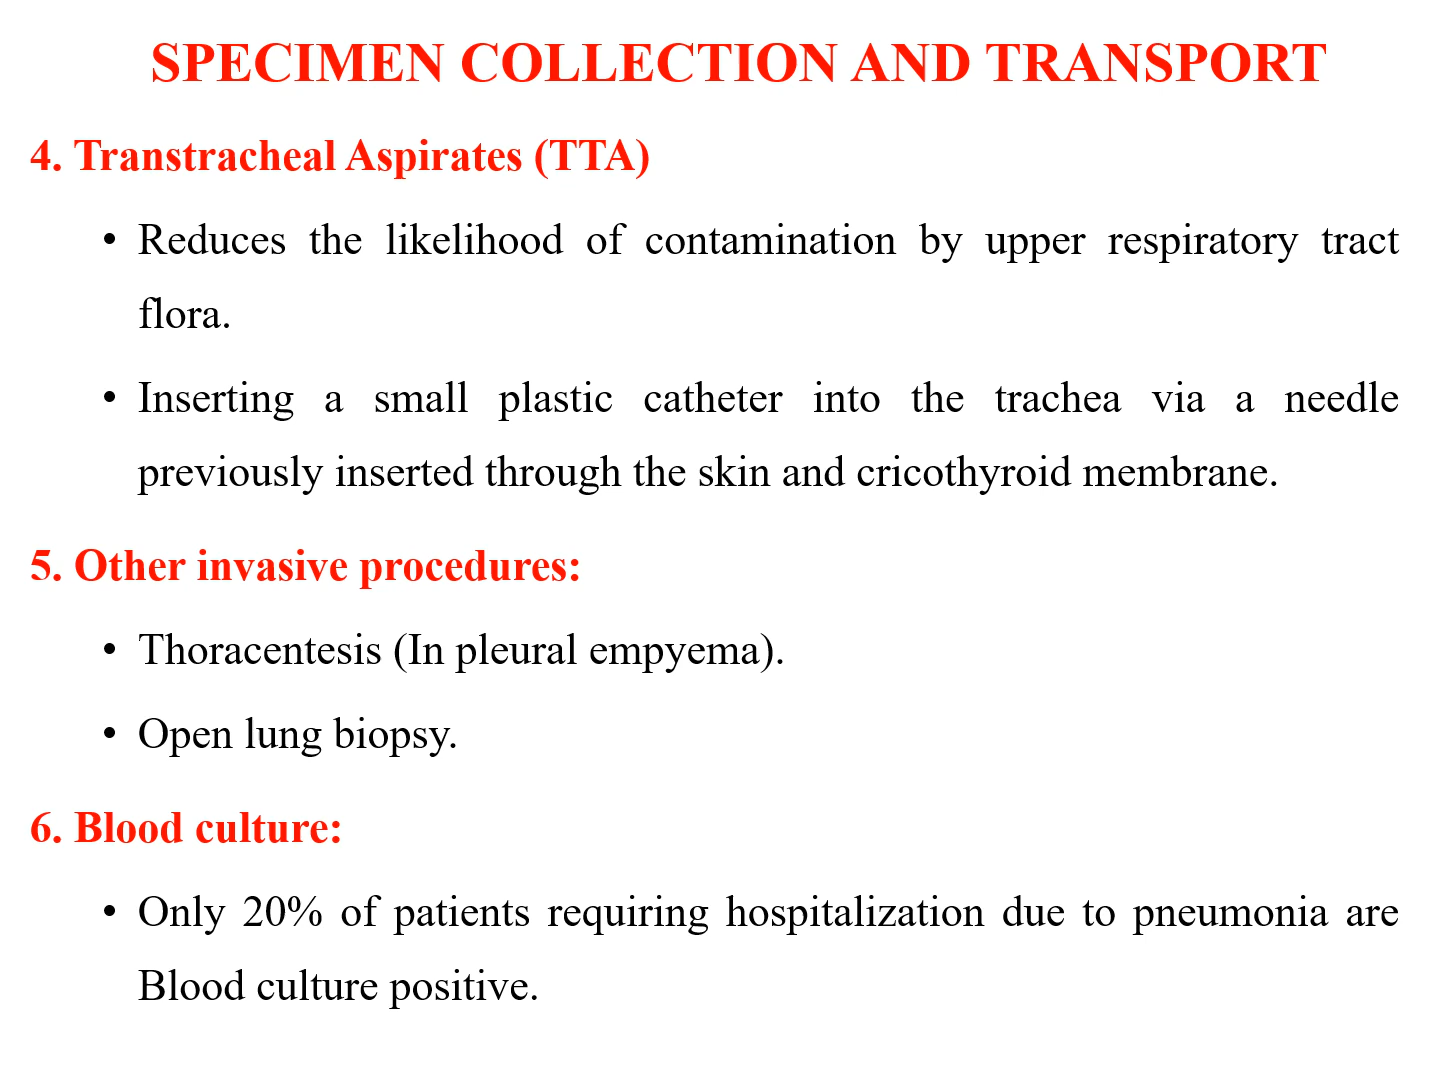 SPECIMEN COLLECTION AND TRANSPORT
4. Transtracheal Aspirates (TTA)
• Reduces the likelihood of contamination by upper respiratory tract
flora.
• Inserting a small plastic catheter into the trachea via a needle
previously inserted through the skin and cricothyroid membrane.
5. Other invasive procedures:
• Thoracentesis (In pleural empyema).
• Open lung biopsy.
6. Blood culture:
• Only 20% of patients requiring hospitalization due to pneumonia are
Blood culture positive.